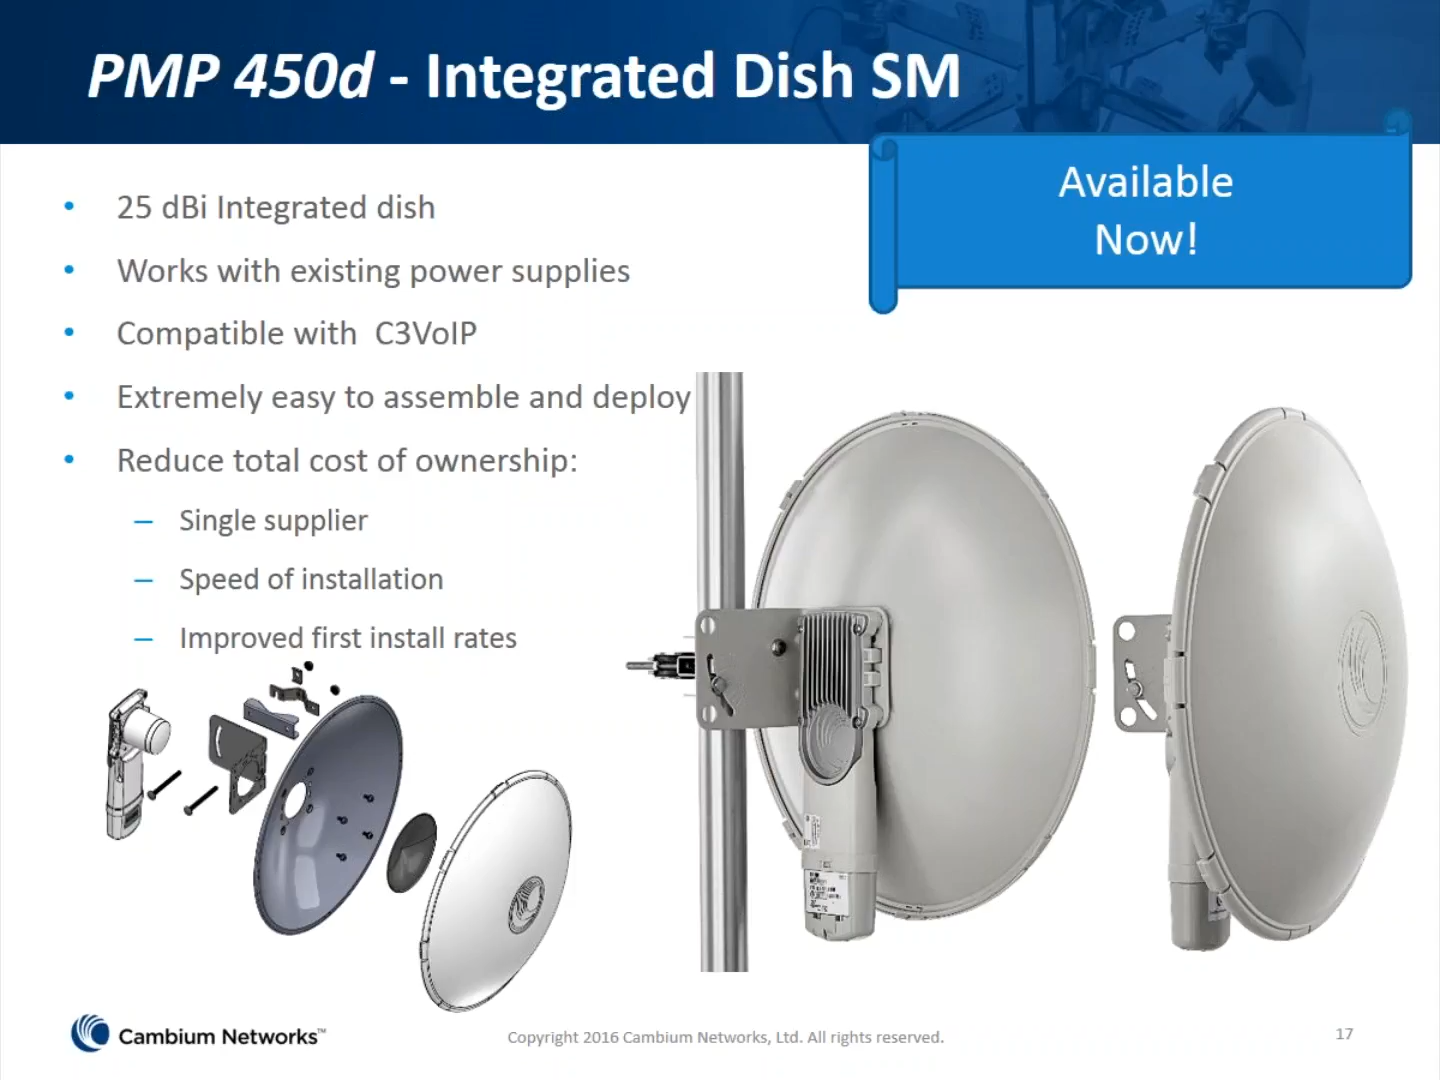 PMP 450d - Integrated Dish SM
Available
Now!
• 25 dBi Integrated dish
• Works with existing power supplies
• Compatible with C3VoIP
• Extremely easy to assemble and deploy
• Reduce total cost of ownership:
– Single supplier
– Speed of installation
– Improved first install rates
Cambium Networks™
Copyright 2016 Cambium Networks, Ltd. All rights reserved.
17